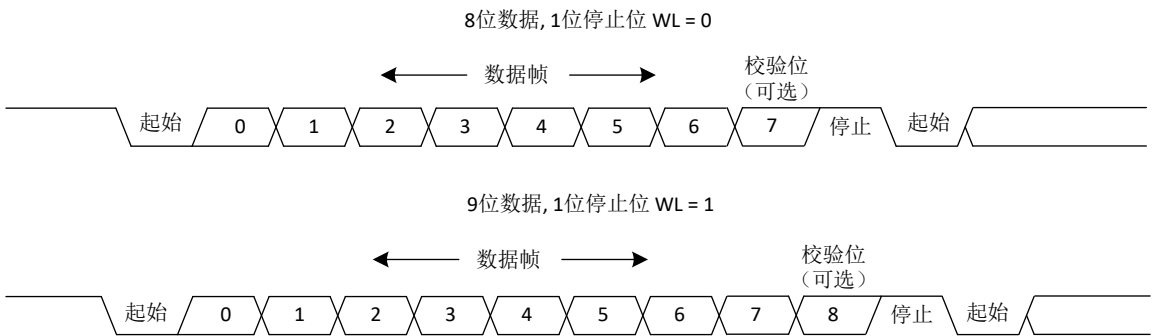 8位数据, 1位停止位 WL = 0
数据帧
校验位
（可选）
起始 0 1 2 3 4 5 6 7 停止 起始
9位数据, 1位停止位 WL = 1
数据帧
校验位
（可选）
起始 0 1 2 3 4 5 6 7 8 停止 起始